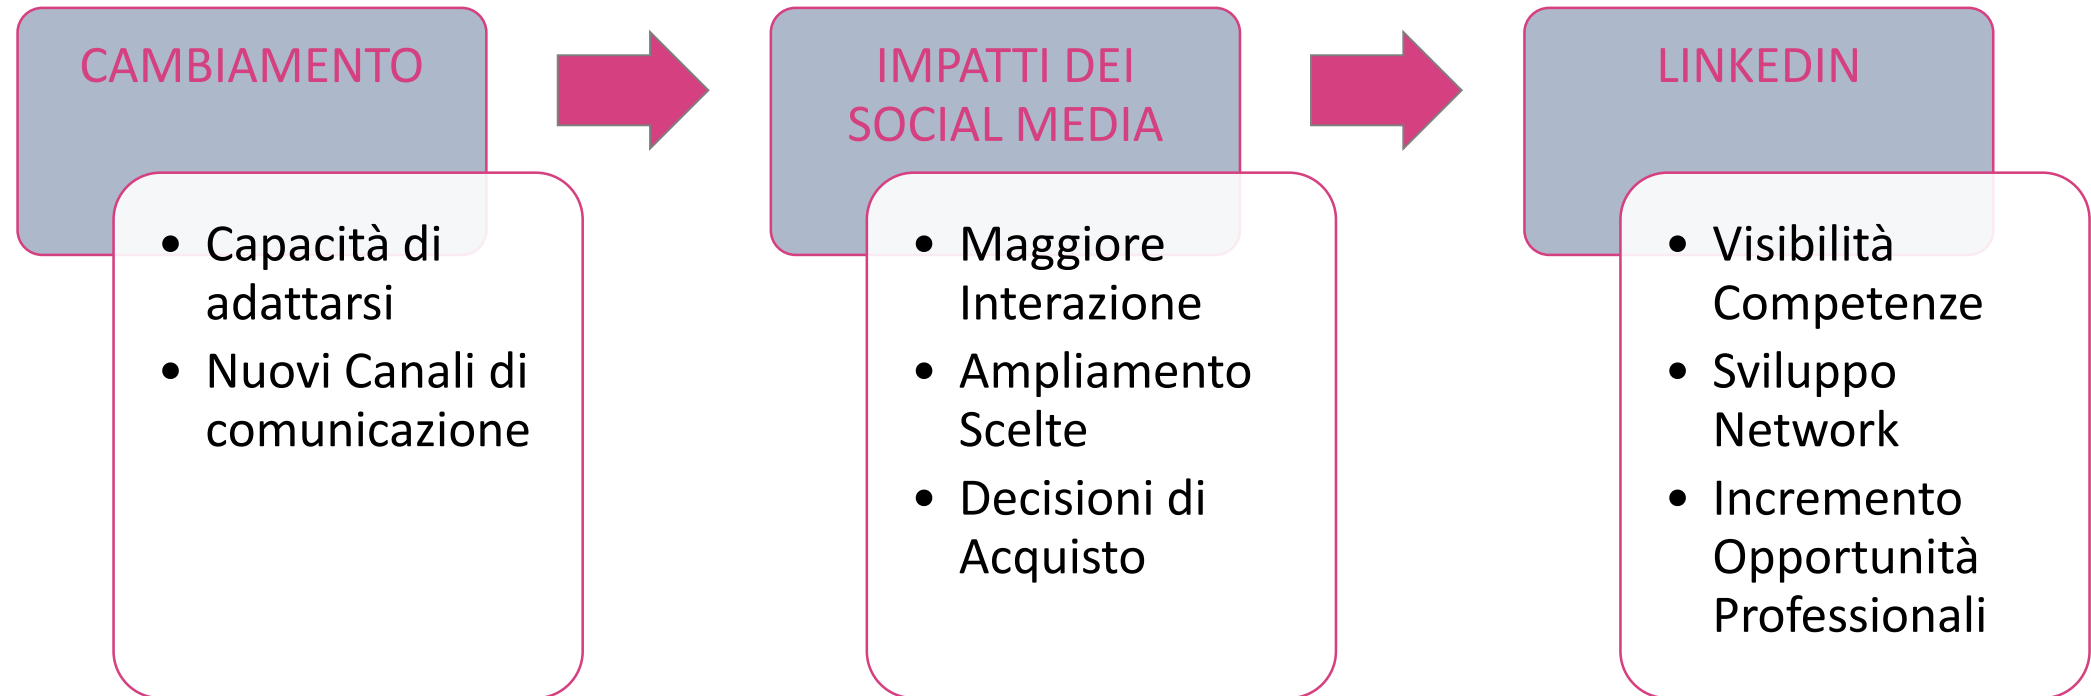 CAMBIAMENTO
• Capacità di
adattarsi
• Nuovi Canali di
comunicazione
IMPATTI DEI
SOCIAL MEDIA
• Maggiore
Interazione
• Ampliamento
Scelte
• Decisioni di
Acquisto
LINKEDIN
• Visibilità
Competenze
• Sviluppo
Network
• Incremento
Opportunità
Professionali